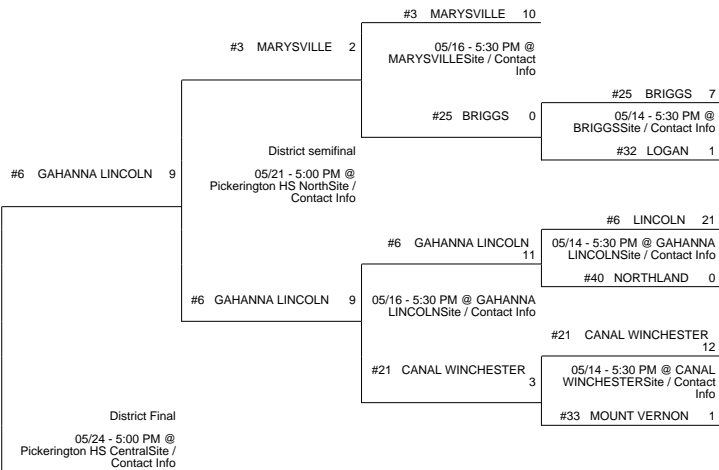 #3 MARYSVILLE 10
#3 MARYSVILLE 2
05/16 - 5:30 PM @
MARYSVILLESite / Contact
Info
#25 BRIGGS 7
#25 BRIGGS 0
05/14 - 5:30 PM @
BRIGGSSite / Contact Info
#32 LOGAN 1
District semifinal
#6 GAHANNA LINCOLN 9
05/21 - 5:00 PM @
Pickerington HS NorthSite /
Contact Info
#6 LINCOLN 21
#6 GAHANNA LINCOLN
11
05/14 - 5:30 PM @ GAHANNA
LINCOLNSite / Contact Info
#40 NORTHLAND 0
#6 GAHANNA LINCOLN 9
05/16 - 5:30 PM @ GAHANNA
LINCOLNSite / Contact Info
#21 CANAL WINCHESTER
12
#21 CANAL WINCHESTER
3
05/14 - 5:30 PM @ CANAL
WINCHESTERSite / Contact
Info
#33 MOUNT VERNON 1
District Final
05/24 - 5:00 PM @
Pickerington HS CentralSite /
Contact Info